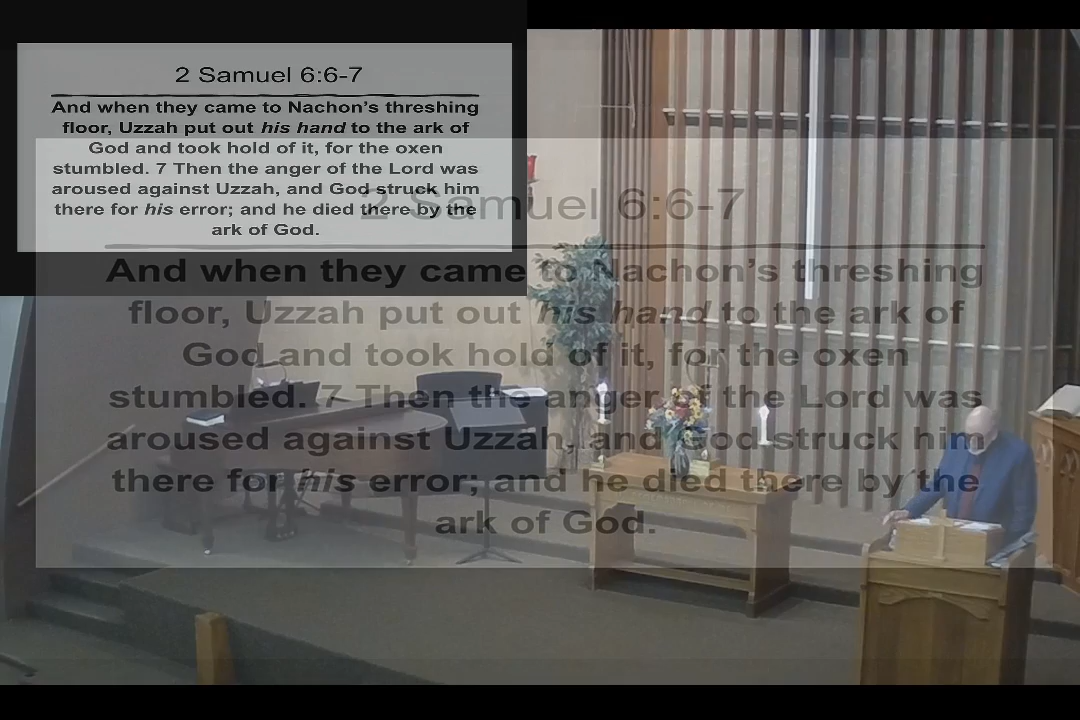 2 Samuel 6:6-7
And when they came to Nachon’s threshing
floor, Uzzah put out his hand to the ark of
God and took hold of it, for the oxen
stumbled. 7 Then the anger of the Lord was
aroused against Uzzah, and God struck him
there for his error; and he died there by the
ark of God.
2 Samuel 6:6-7
And when they came to Nachon’s threshing
floor, Uzzah put out his hand to the ark of
God and took hold of it, for the oxen
stumbled. 7 Then the anger of the Lord was
aroused against Uzzah, and God struck him
there for his error; and he died there by the
ark of God.